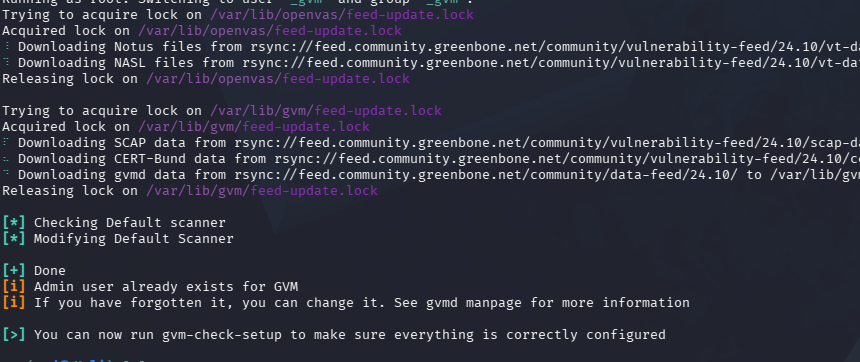 Running as root. Switching to user '_gvm' and group '_gvm'.
Trying to acquire lock on /var/lib/openvas/feed-update.lock
Acquired lock on /var/lib/openvas/feed-update.lock
Downloading Notus files from rsync://feed.community.greenbone.net/community/vulnerability-feed/24.10/vt-da
Downloading NASL files from rsync://feed.community.greenbone.net/community/vulnerability-feed/24.10/vt-dat
Releasing lock on /var/lib/openvas/feed-update.lock
Trying to acquire lock on /var/lib/gvm/feed-update.lock
Acquired lock on /var/lib/gvm/feed-update.lock
Downloading SCAP data from rsync://feed.community.greenbone.net/community/vulnerability-feed/24.10/scap-da
Downloading CERT-Bund data from rsync://feed.community.greenbone.net/community/vulnerability-feed/24.10/ce
Downloading gvmd data from rsync://feed.community.greenbone.net/community/data-feed/24.10/ to /var/lib/gvm
Releasing lock on /var/lib/gvm/feed-update.lock
[*] Checking Default scanner
[*] Modifying Default Scanner
[+] Done
[i] Admin user already exists for GVM
[i] If you have forgotten it, you can change it. See gvmd manpage for more information
[>] You can now run gvm-check-setup to make sure everything is correctly configured